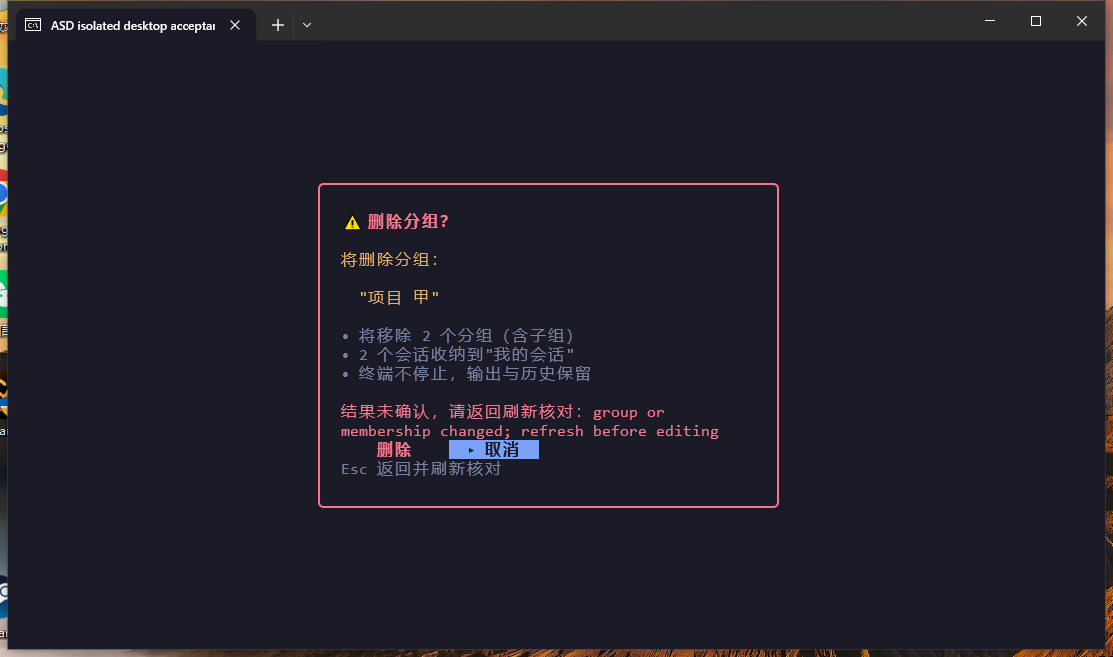 ASD isolated desktop acceptar
删除分组?
将删除分组:
"项目 甲"
• 将移除 2 个分组 (含子组)
• 2 个会话收纳到"我的会话"
• 终端不停止, 输出与历史保留
结果未确认, 请返回刷新核对: group or
membership changed; refresh before editing
删除 ▸ 取消
Esc 返回并刷新核对